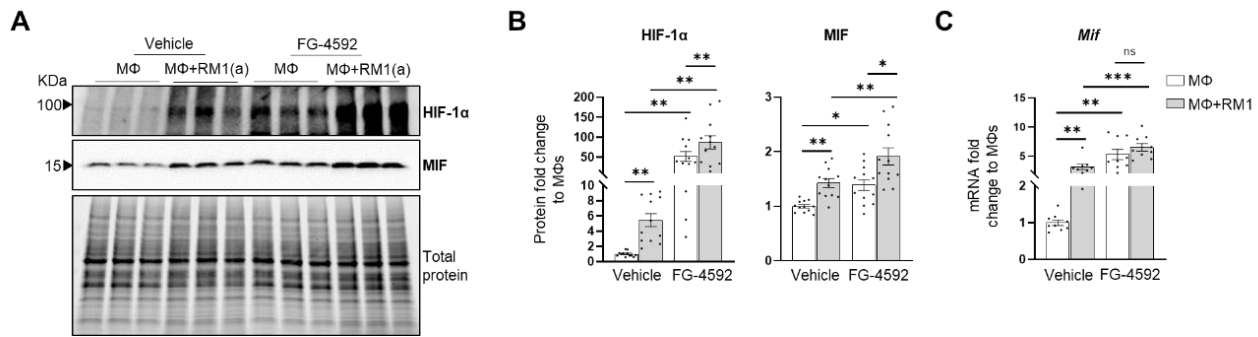 A
Vehicle
FG-4592
MΦ
MΦ+RM1(a)
MΦ
MΦ+RM1(a)
KDa
100
HIF-1α
15
MIF
Total
protein
B
HIF-1α
Protein fold change
to MΦs
200
150
100
50
10
8
6
4
2
0
**
**
**
**
Vehicle
FG-4592
MIF
3
2
1
0
**
*
**
*
Vehicle
FG-4592
C
Mif
mRNA fold
change to MΦs
15
10
5
2
1
0
**
**
***
ns
Vehicle
FG-4592
MΦ
MΦ+RM1